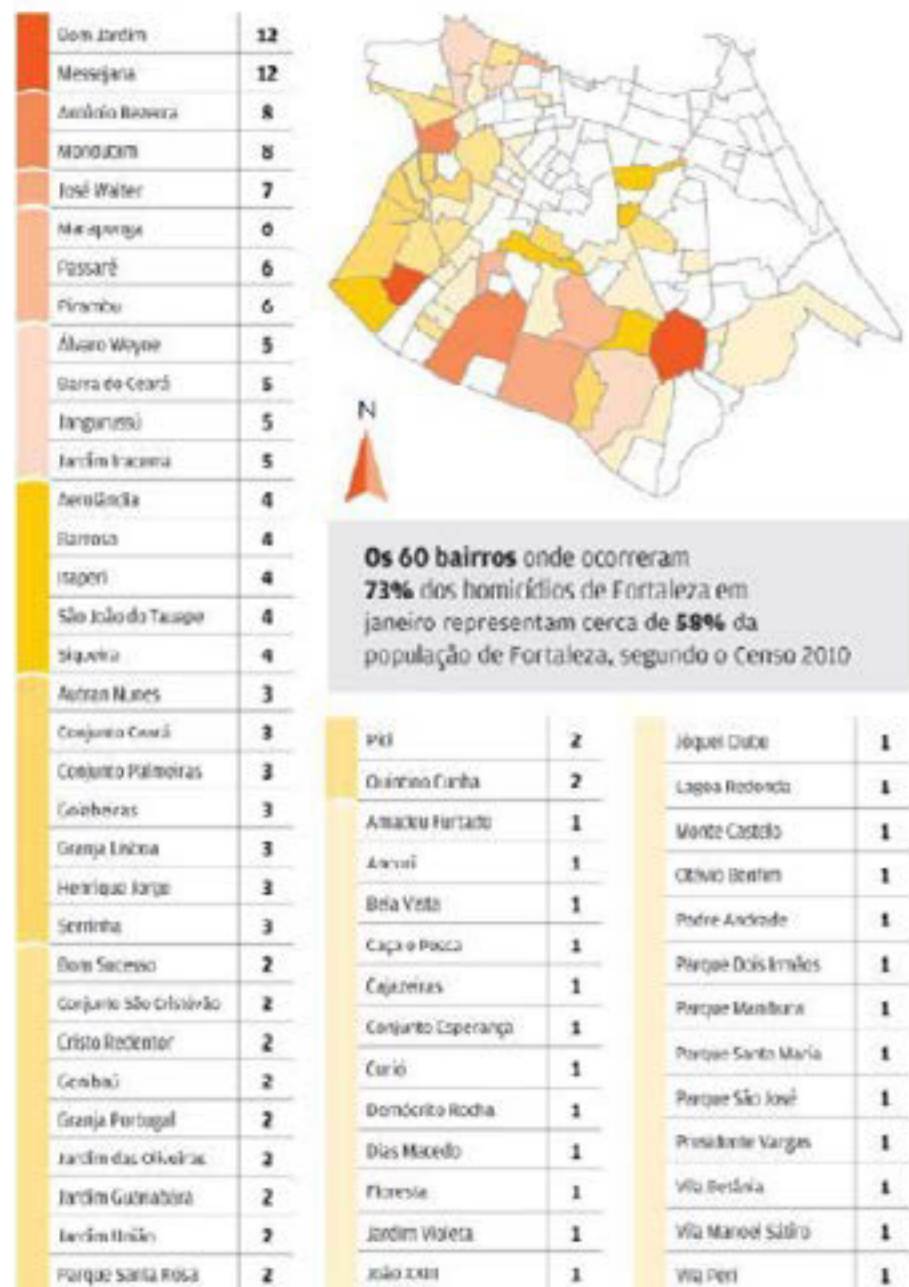 Bom Jardim 12
Messejana 12
Antônio Bezerra 8
Mondubim 8
José Walter 7
Maraponga 6
Passaré 6
Pirambu 6
Álvaro Weyne 5
Barra do Ceará 5
Jangurussú 5
Jardim Iracema 5
Aerolândia 4
Barroso 4
Itaperi 4
São João do Tauape 4
Siqueira 4
Autran Nunes 3
Conjunto Ceará 3
Conjunto Palmeiras 3
Goiabeiras 3
Granja Lisboa 3
Henrique Jorge 3
Serrinha 3
Bom Sucesso 2
Conjunto São Cristóvão 2
Cristo Redentor 2
Genibaú 2
Granja Portugal 2
Jardim das Oliveiras 2
Jardim Guanabara 2
Jardim União 2
Parque Santa Rosa 2
N
Os 60 bairros onde ocorreram
73% dos homicídios de Fortaleza em
janeiro representam cerca de 58% da
população de Fortaleza, segundo o Censo 2010
Pici 2
Quintino Cunha 2
Amadeu Furtado 1
Ancuri 1
Bela Vista 1
Caça e Pesca 1
Cajazeiras 1
Conjunto Esperança 1
Curió 1
Demócrito Rocha 1
Dias Macedo 1
Floresta 1
Jardim Violeta 1
João XXIII 1
Jóquei Clube 1
Lagoa Redonda 1
Monte Castelo 1
Otávio Bonfim 1
Padre Andrade 1
Parque Dois Irmãos 1
Parque Manibura 1
Parque Santa Maria 1
Parque São José 1
Presidente Vargas 1
Vila Betânia 1
Vila Manoel Sátiro 1
Vila Peri 1